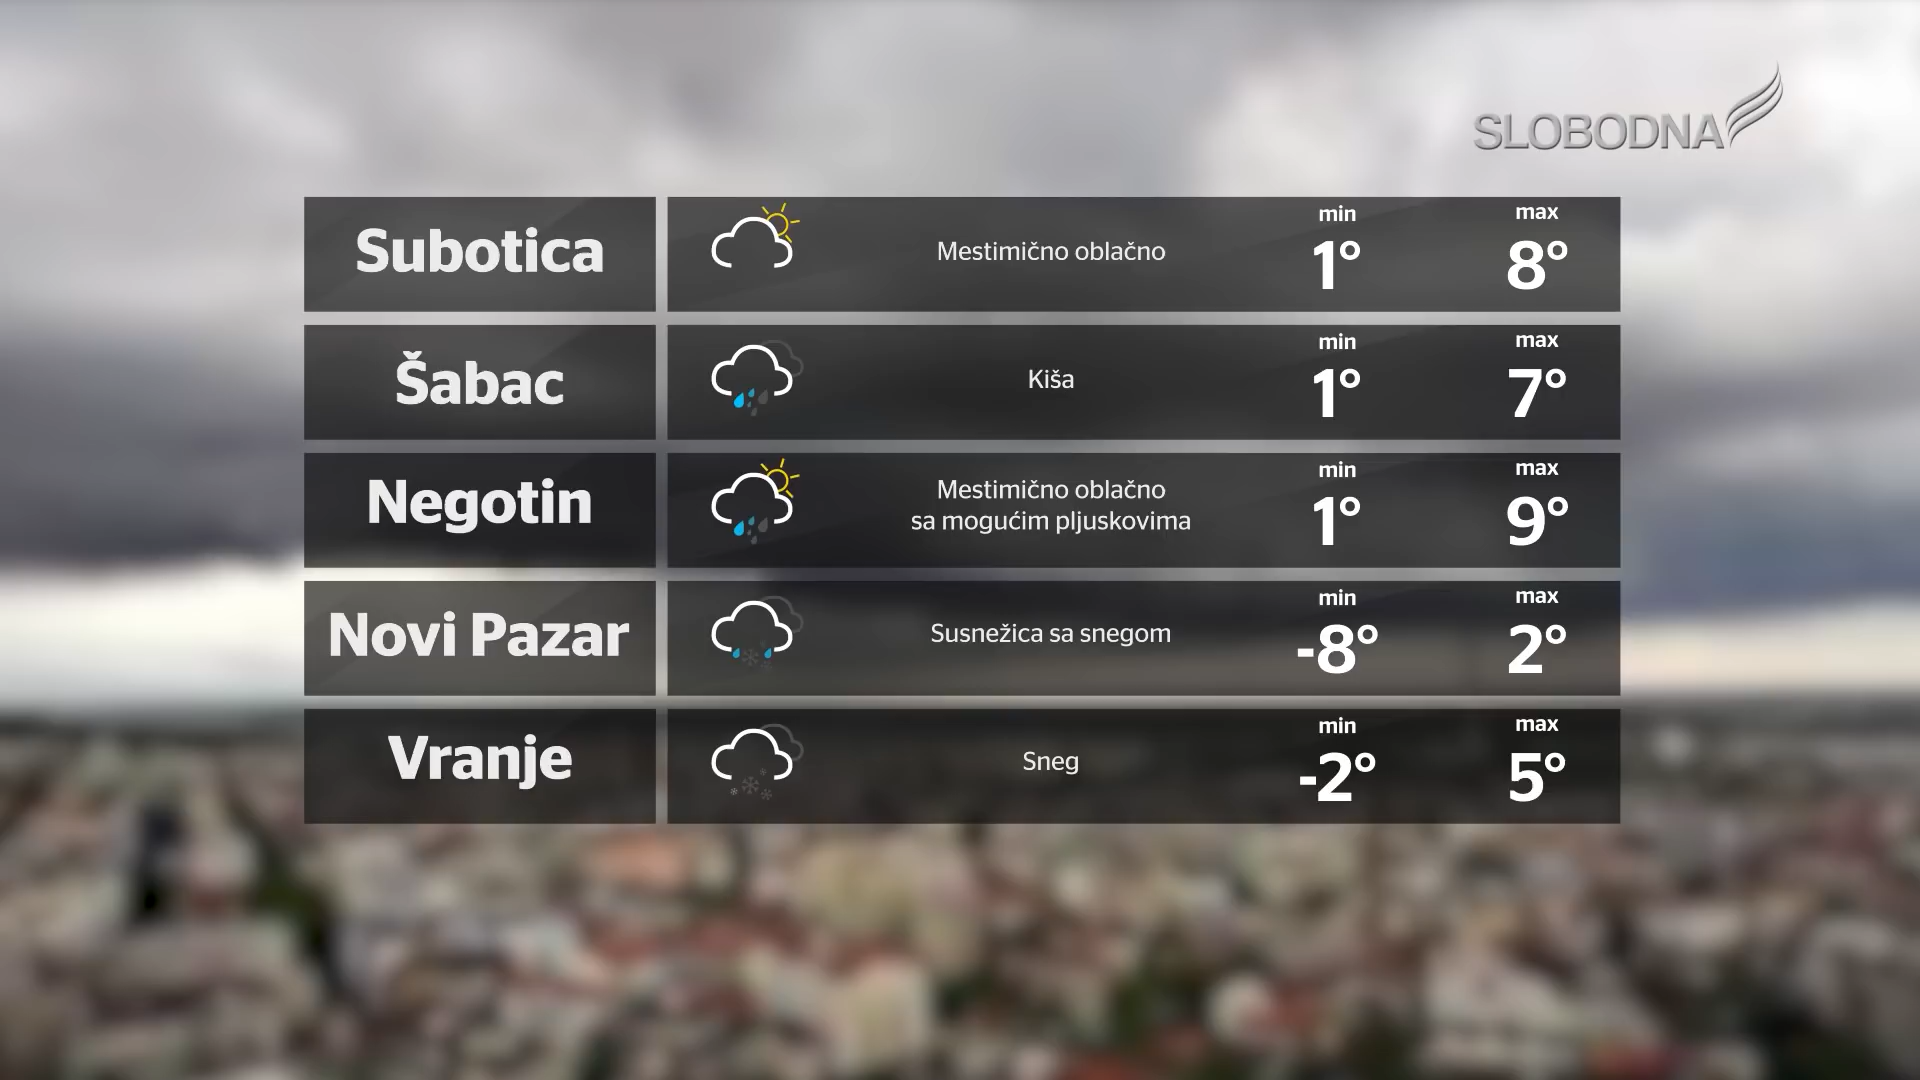 SLOBODNA
Subotica
Mestimično oblačno
min
1°
max
8°
Šabac
Kiša
min
1°
max
7°
Negotin
Mestimično oblačno
sa mogućim pljuskovima
min
1°
max
9°
Novi Pazar
Susnežica sa snegom
min
-8°
max
2°
Vranje
Sneg
min
-2°
max
5°